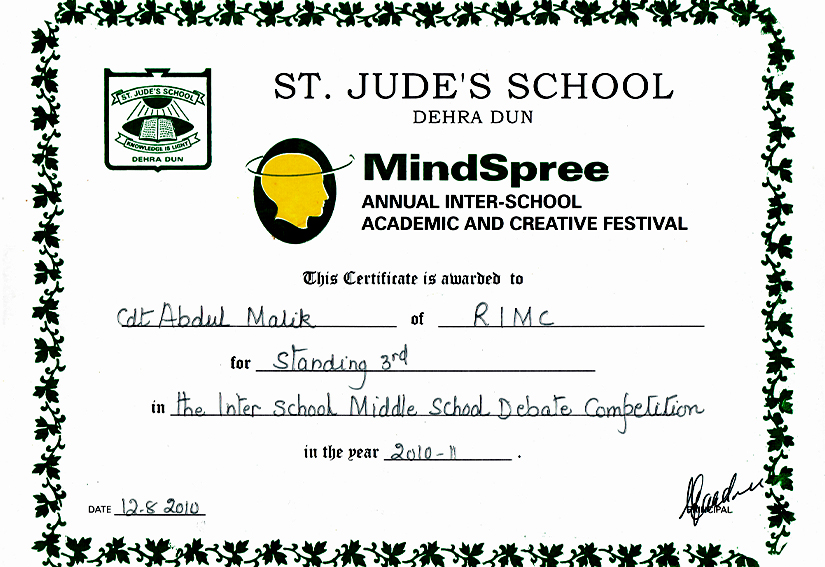 ST. JUDE'S SCHOOL
DEHRA DUN
ST. JUDE'S SCHOOL
KNOWLEDGE IS LIGHT
DEHRA DUN
MindSpree
ANNUAL INTER-SCHOOL
ACADEMIC AND CREATIVE FESTIVAL
This Certificate is awarded to
Cdt Abdul Malik of RIMC
for Standing 3rd
in the Inter School Middle School Debate Competition
in the year 2010-11.
DATE 12-8 2010
PRINCIPAL